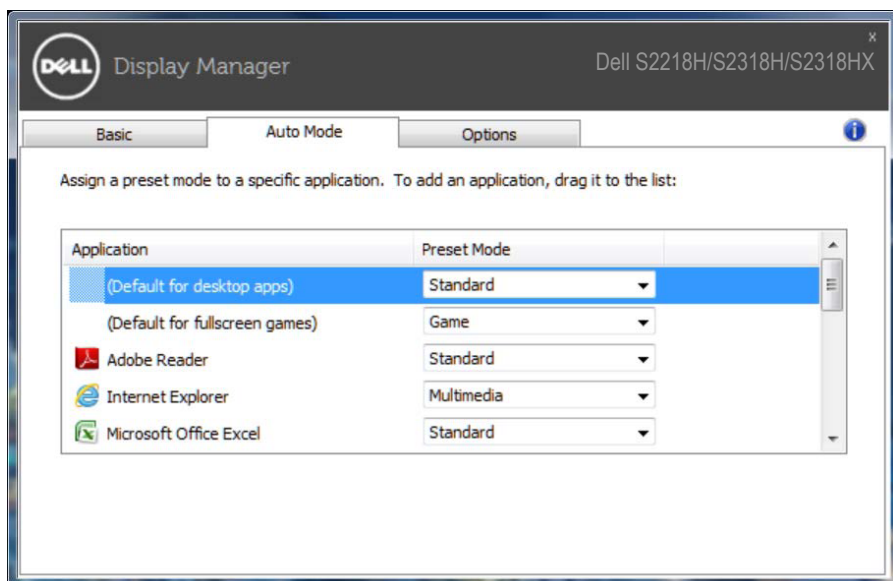 DELL Display Manager
Dell S2218H/S2318H/S2318HX
x
Basic Auto Mode Options
Assign a preset mode to a specific application. To add an application, drag it to the list:
Application Preset Mode
(Default for desktop apps) Standard
(Default for fullscreen games) Game
Adobe Reader Standard
Internet Explorer Multimedia
Microsoft Office Excel Standard